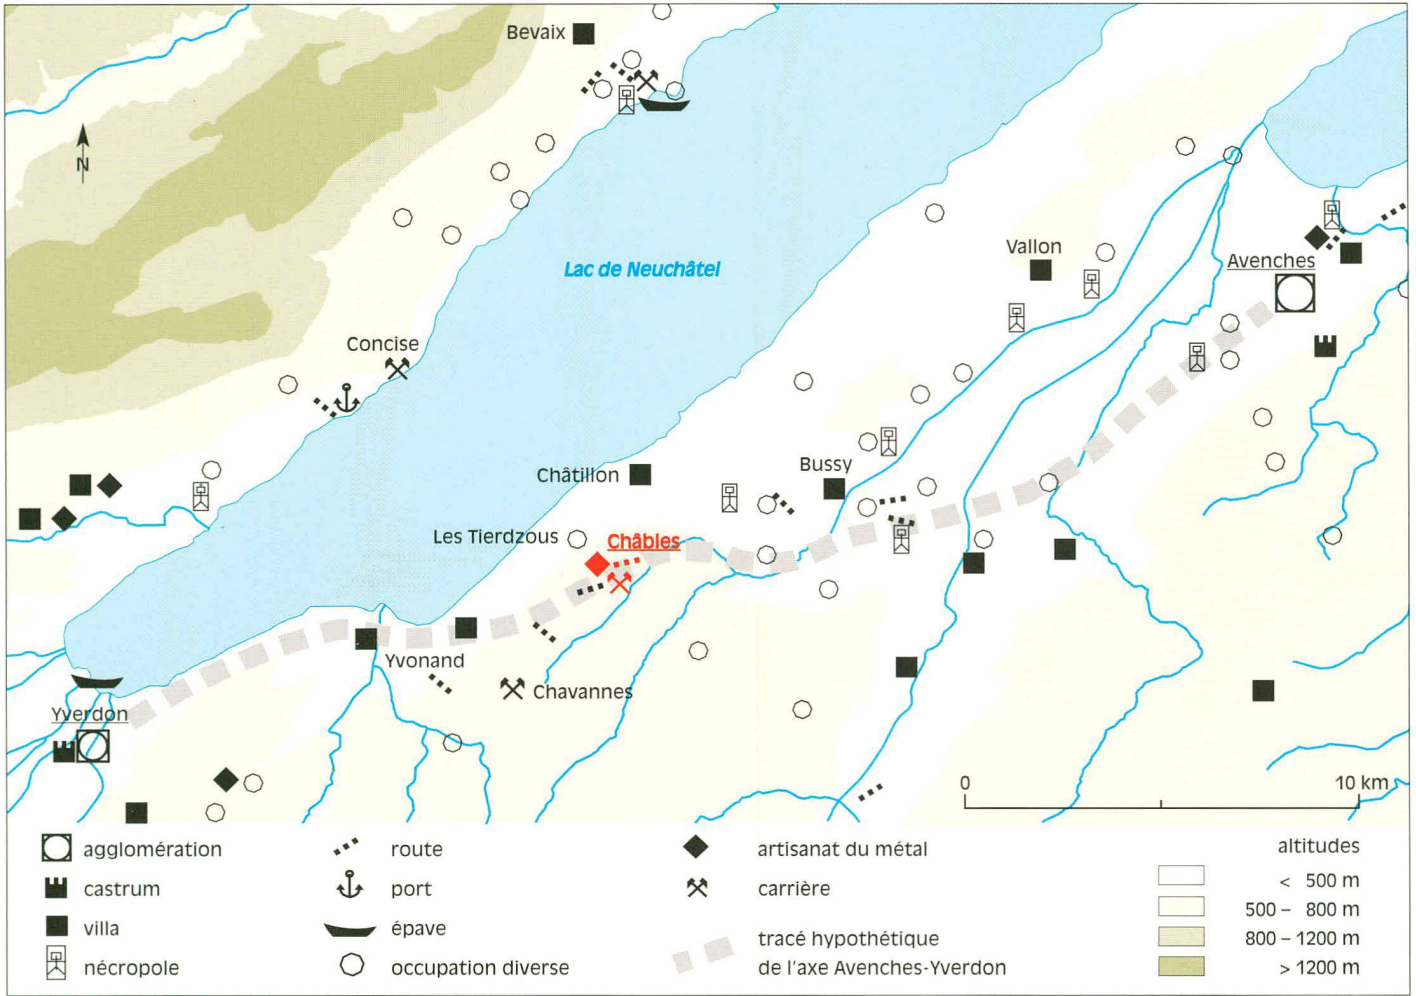 Bevaix
N
Lac de Neuchâtel
Vallon
Avenches
Concise
Châtillon
Bussy
Les Tierdzous
Châbles
Yvonand
Chavannes
Yverdon
0
10 km
agglomération
castrum
villa
nécropole
route
port
épave
occupation diverse
artisanat du métal
carrière
tracé hypothétique
de l'axe Avenches-Yverdon
altitudes
< 500 m
500 – 800 m
800 – 1200 m
> 1200 m